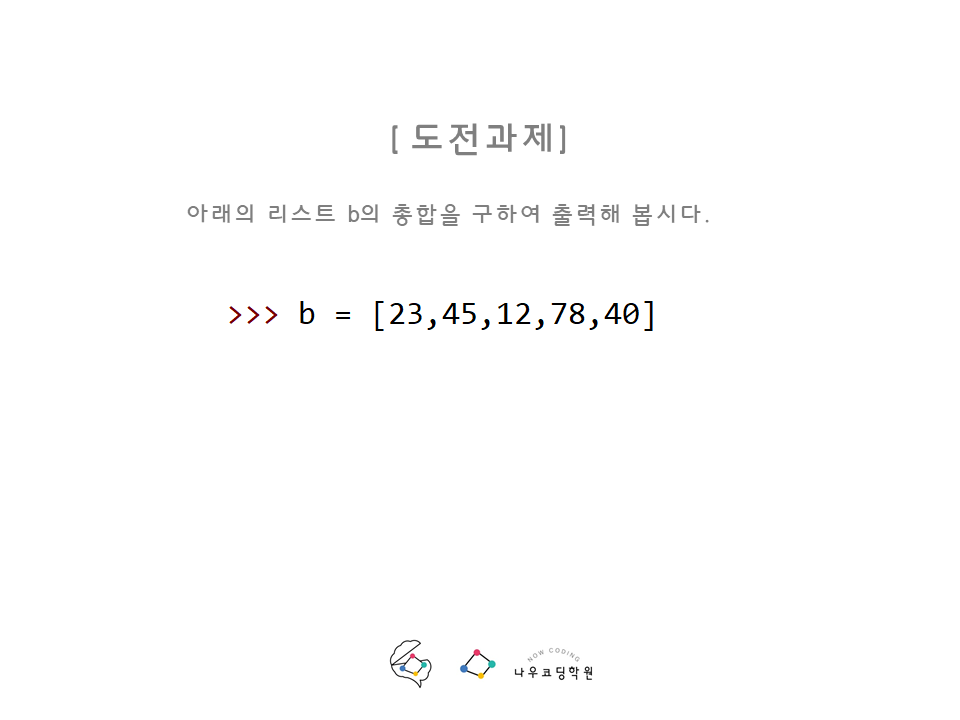 [ 도전과제]
아래의 리스트 b의 총합을 구하여 출력해 봅시다.
>>> b = [23,45,12,78,40]
NOW CODING
나우코딩학원